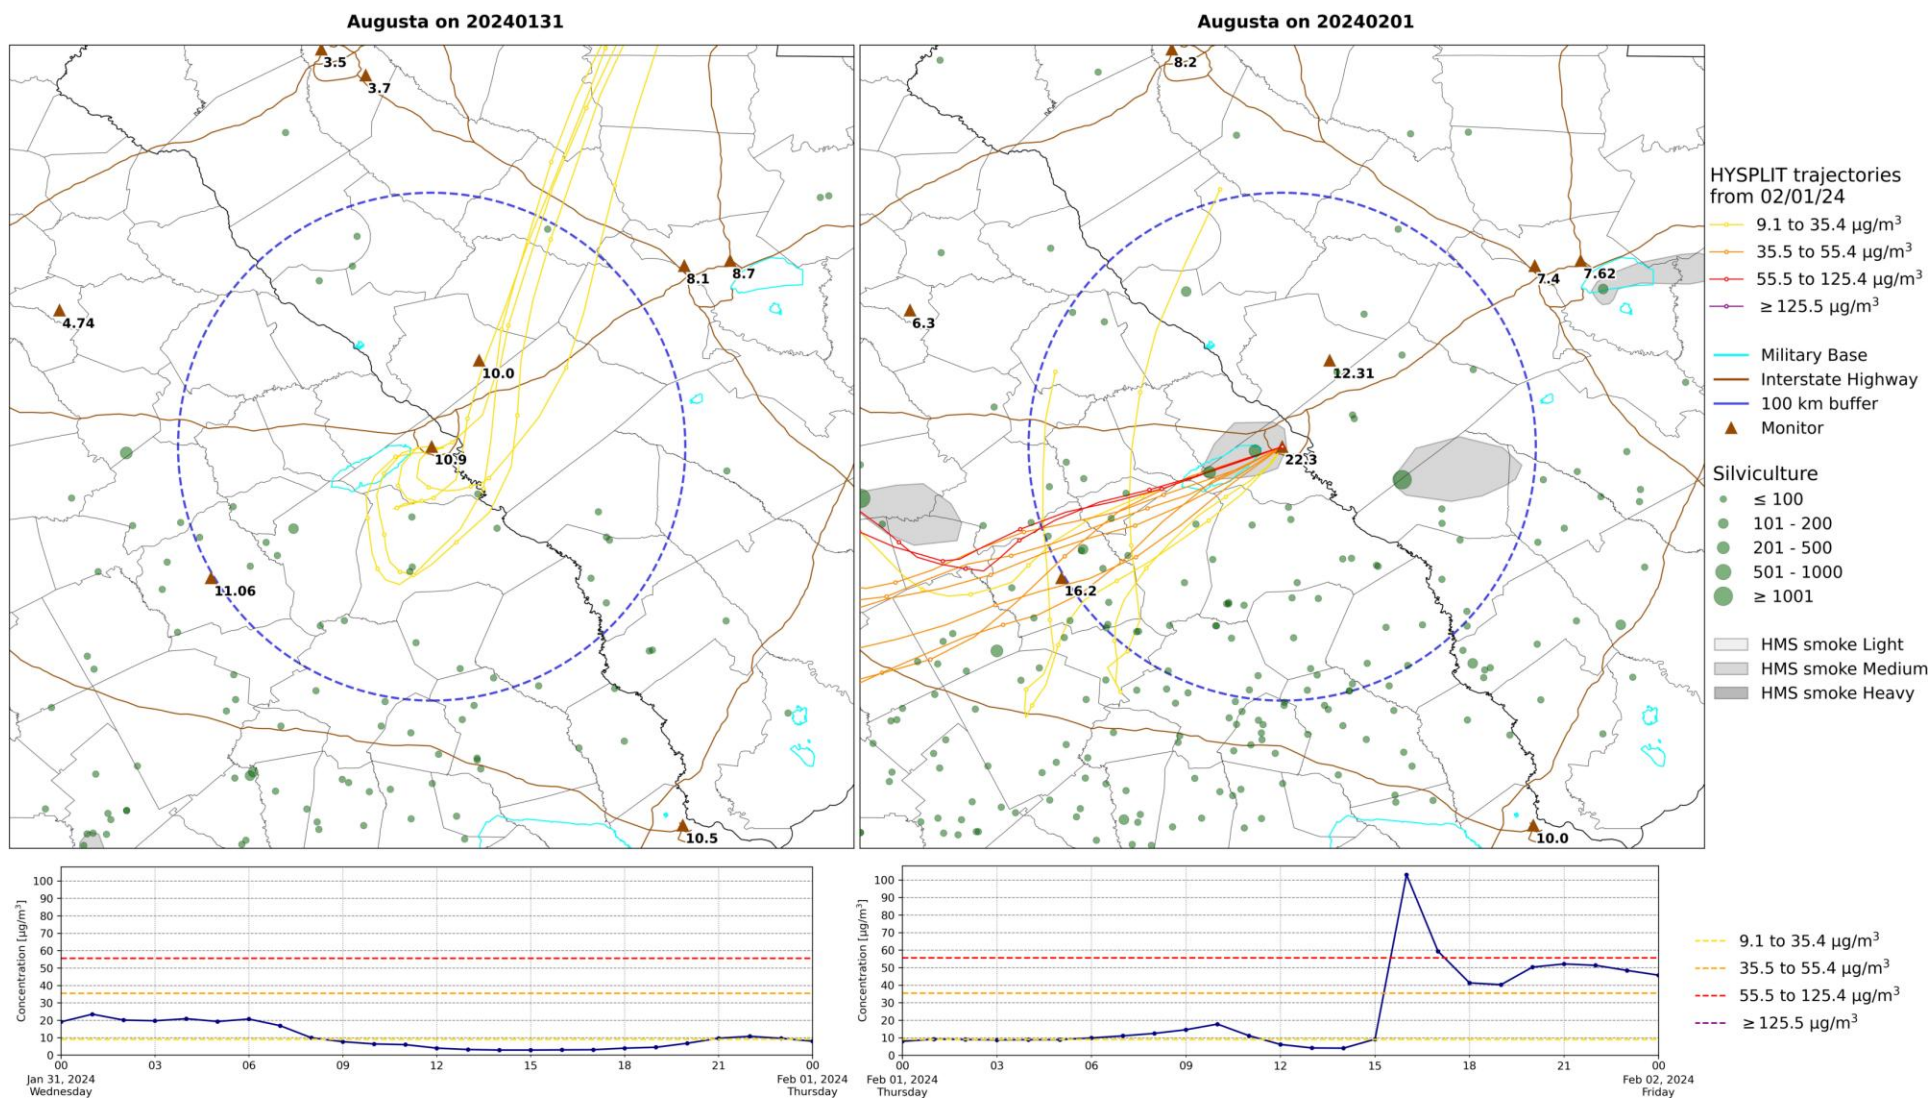 Augusta on 20240131
3.5
3.7
8.1
8.7
4.74
10.0
10.9
11.06
10.5
Augusta on 20240201
8.2
7.4
7.62
6.3
12.31
22.3
16.2
10.0
HYSPLIT trajectories
from 02/01/24
9.1 to 35.4 µg/m³
35.5 to 55.4 µg/m³
55.5 to 125.4 µg/m³
≥ 125.5 µg/m³
Military Base
Interstate Highway
100 km buffer
Monitor
Silviculture
≤ 100
101 - 200
201 - 500
501 - 1000
≥ 1001
HMS smoke Light
HMS smoke Medium
HMS smoke Heavy
Concentration [µg/m³]
100
90
80
70
60
50
40
30
20
10
0
00 03 06 09 12 15 18 21 00
Jan 31, 2024 Feb 01, 2024
Wednesday Thursday
Concentration [µg/m³]
100
90
80
70
60
50
40
30
20
10
0
00 03 06 09 12 15 18 21 00
Feb 01, 2024 Feb 02, 2024
Thursday Friday
9.1 to 35.4 µg/m³
35.5 to 55.4 µg/m³
55.5 to 125.4 µg/m³
≥ 125.5 µg/m³